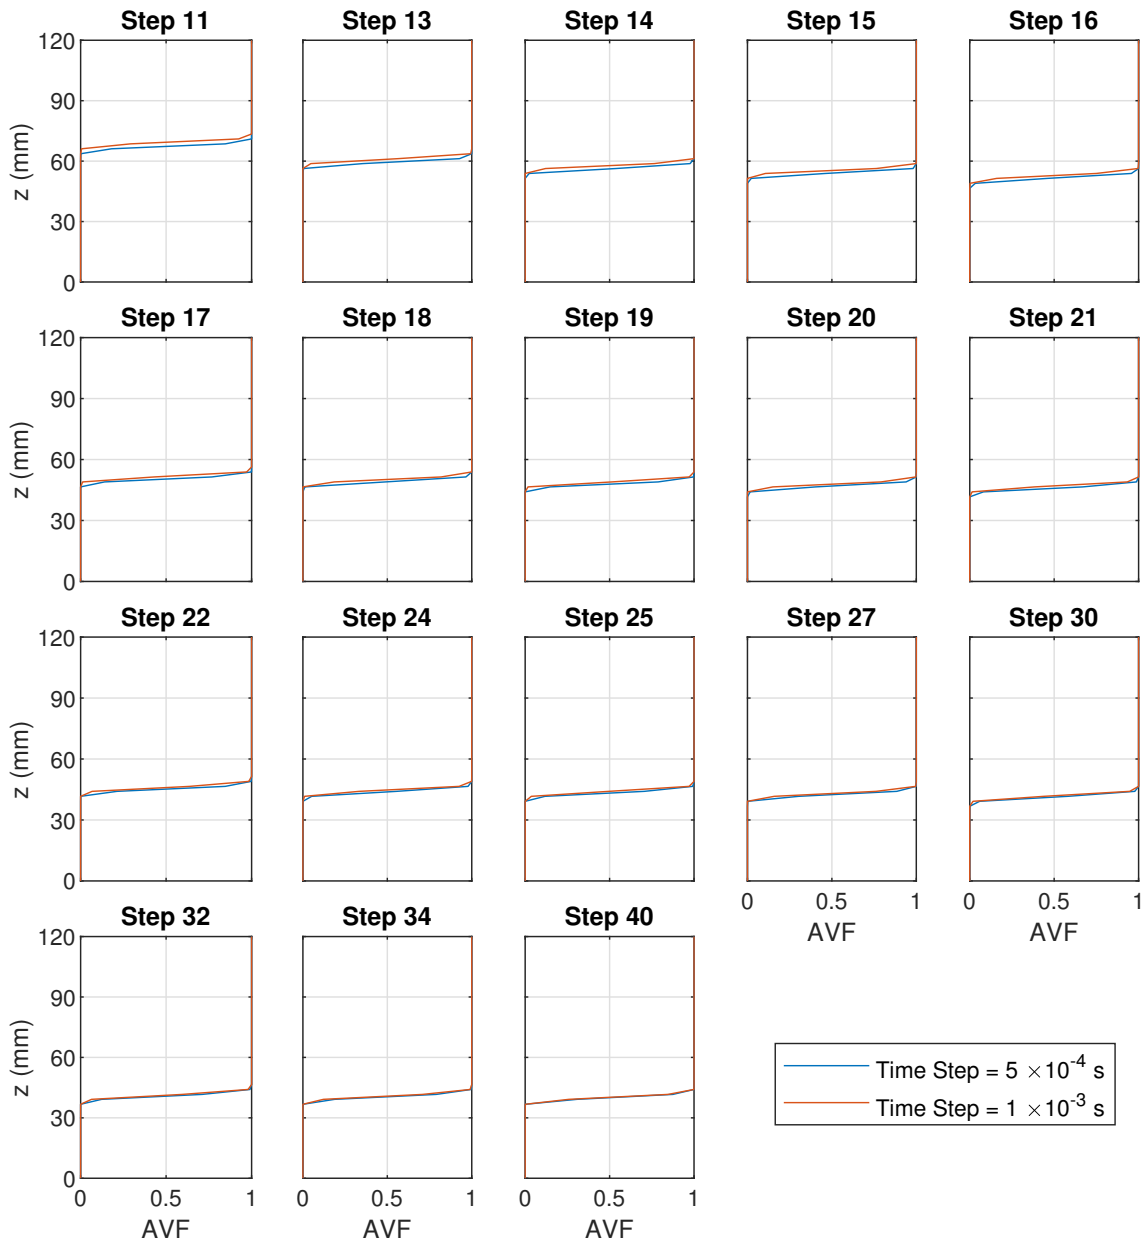 Step 11 Step 13 Step 14 Step 15 Step 16
120
90
60
30
0
z (mm)
Step 17 Step 18 Step 19 Step 20 Step 21
120
90
60
30
0
z (mm)
Step 22 Step 24 Step 25 Step 27 Step 30
120
90
60
30
0
z (mm)
0 0.5 1 0 0.5 1
AVF AVF
Step 32 Step 34 Step 40
120
90
60
30
0
z (mm)
0 0.5 1 0 0.5 1 0 0.5 1
AVF AVF AVF
Time Step = 5 ×10⁻⁴ s
Time Step = 1 ×10⁻³ s